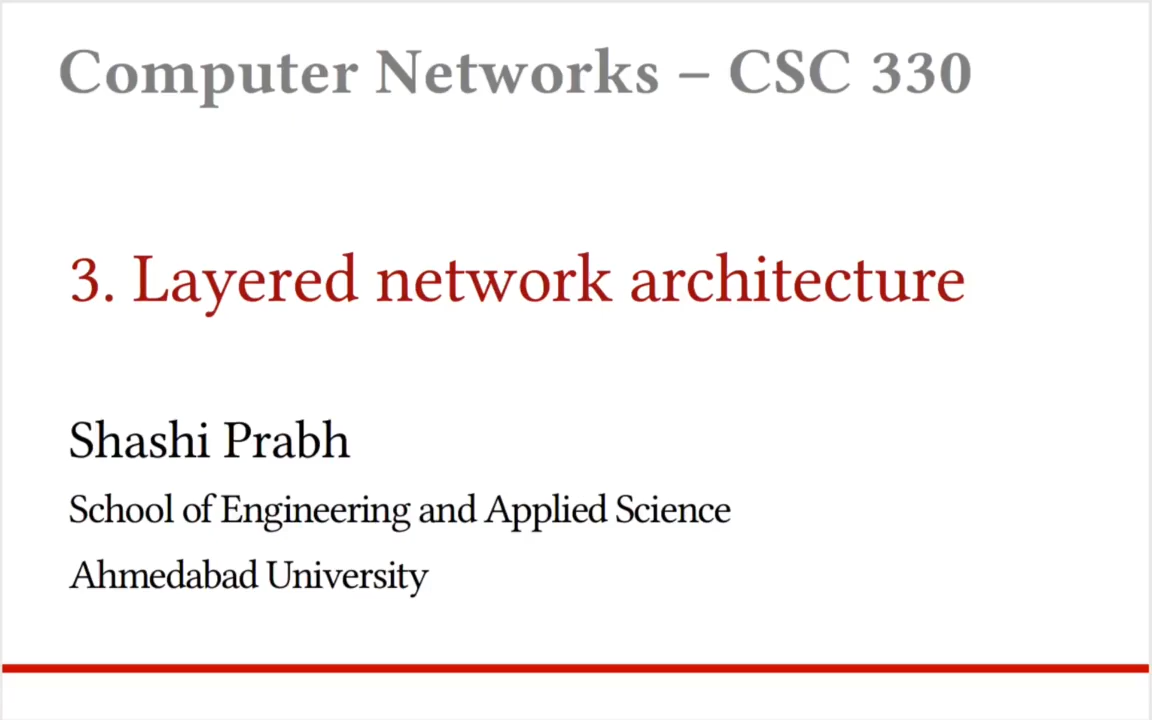 Computer Networks – CSC 330
3. Layered network architecture
Shashi Prabh
School of Engineering and Applied Science
Ahmedabad University